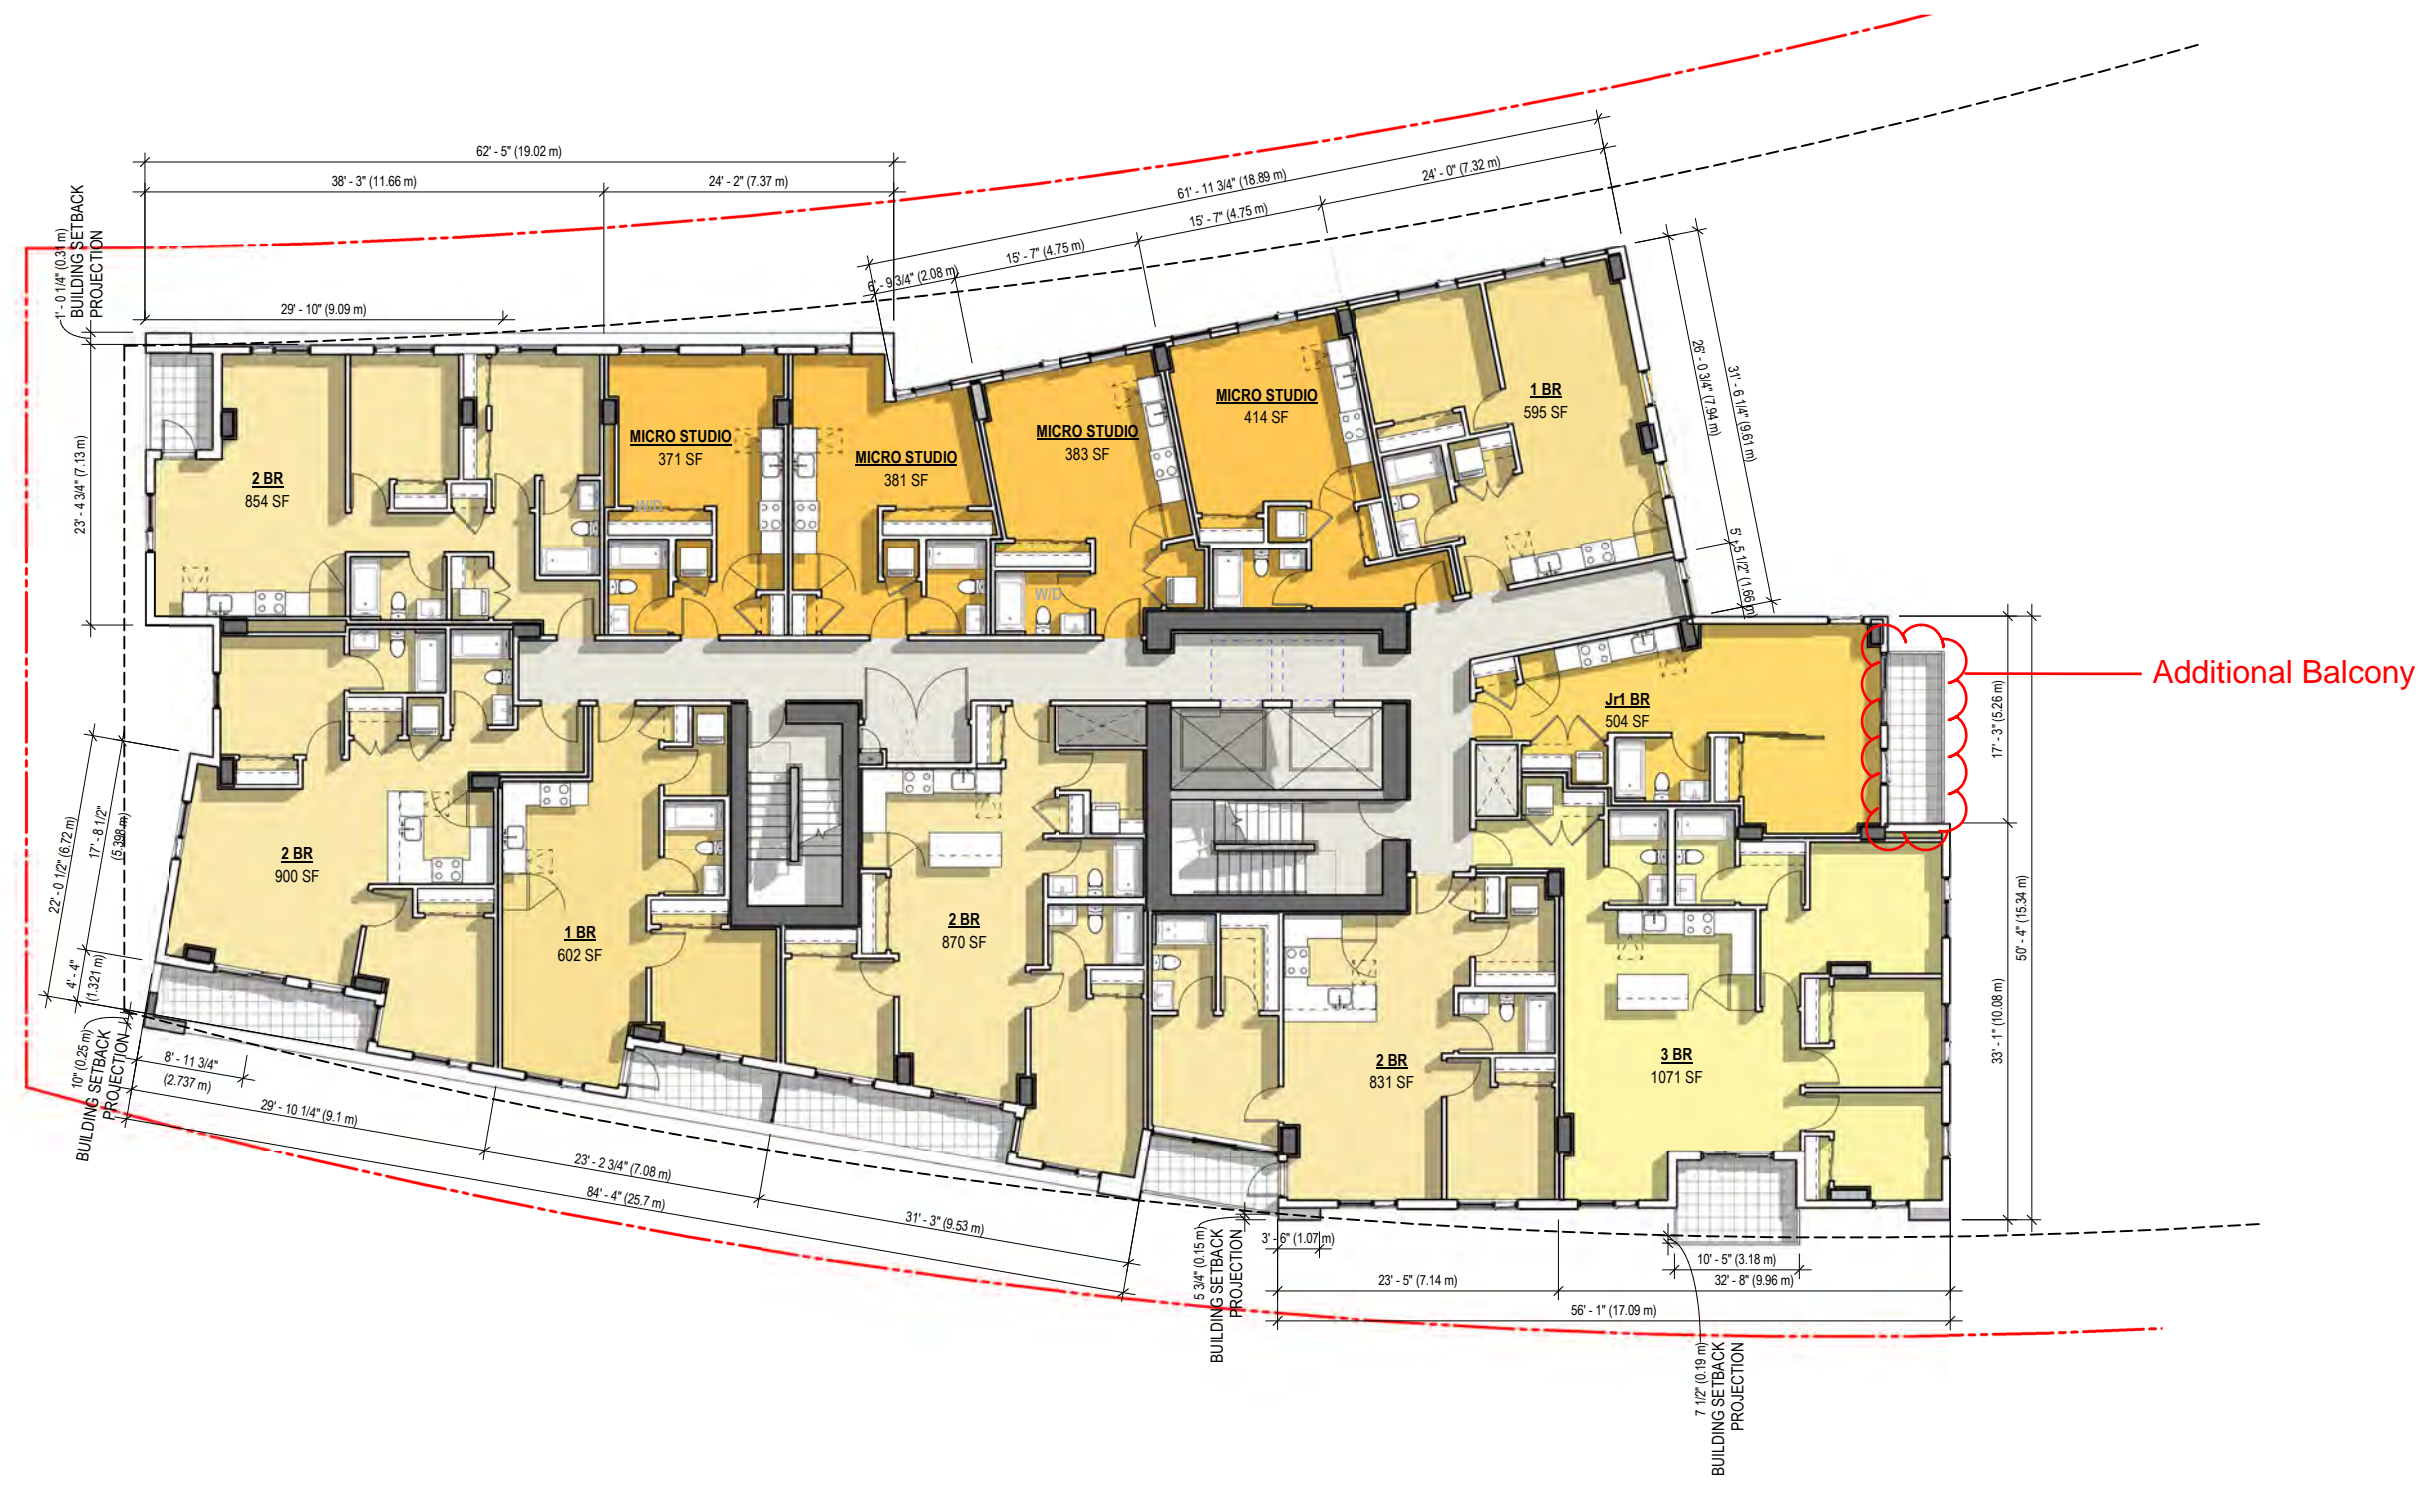 62' - 5" (19.02 m)
38' - 3" (11.66 m)
24' - 2" (7.37 m)
29' - 10" (9.09 m)
1' - 0 1/4" (0.31 m)
BUILDING SETBACK
PROJECTION
61' - 11 3/4" (18.89 m)
24' - 0" (7.32 m)
15' - 7" (4.75 m)
15' - 7" (4.75 m)
6' - 9 3/4" (2.08 m)
26' - 0 3/4" (7.94 m)
31' - 6 1/4" (9.61 m)
5' - 5 1/2" (1.66 m)
23' - 4 3/4" (7.13 m)
2 BR
854 SF
MICRO STUDIO
371 SF
W/D
MICRO STUDIO
381 SF
MICRO STUDIO
383 SF
W/D
MICRO STUDIO
414 SF
1 BR
595 SF
Jr1 BR
504 SF
Additional Balcony
17' - 3" (5.26 m)
50' - 4" (15.34 m)
33' - 1" (10.08 m)
2 BR
900 SF
1 BR
602 SF
2 BR
870 SF
2 BR
831 SF
3 BR
1071 SF
22' - 0 1/2" (6.72 m)
17' - 8 1/2"
(5.398 m)
4' - 4"
(1.21 m)
10" (0.25 m)
BUILDING SETBACK
PROJECTION
8' - 11 3/4"
(2.737 m)
29' - 10 1/4" (9.1 m)
23' - 2 3/4" (7.08 m)
84' - 4" (25.7 m)
31' - 3" (9.53 m)
5 3/4" (0.15 m)
BUILDING SETBACK
PROJECTION
3' - 6" (1.07 m)
23' - 5" (7.14 m)
10' - 5" (3.18 m)
32' - 8" (9.96 m)
56' - 1" (17.09 m)
7 1/2" (0.19 m)
BUILDING SETBACK
PROJECTION